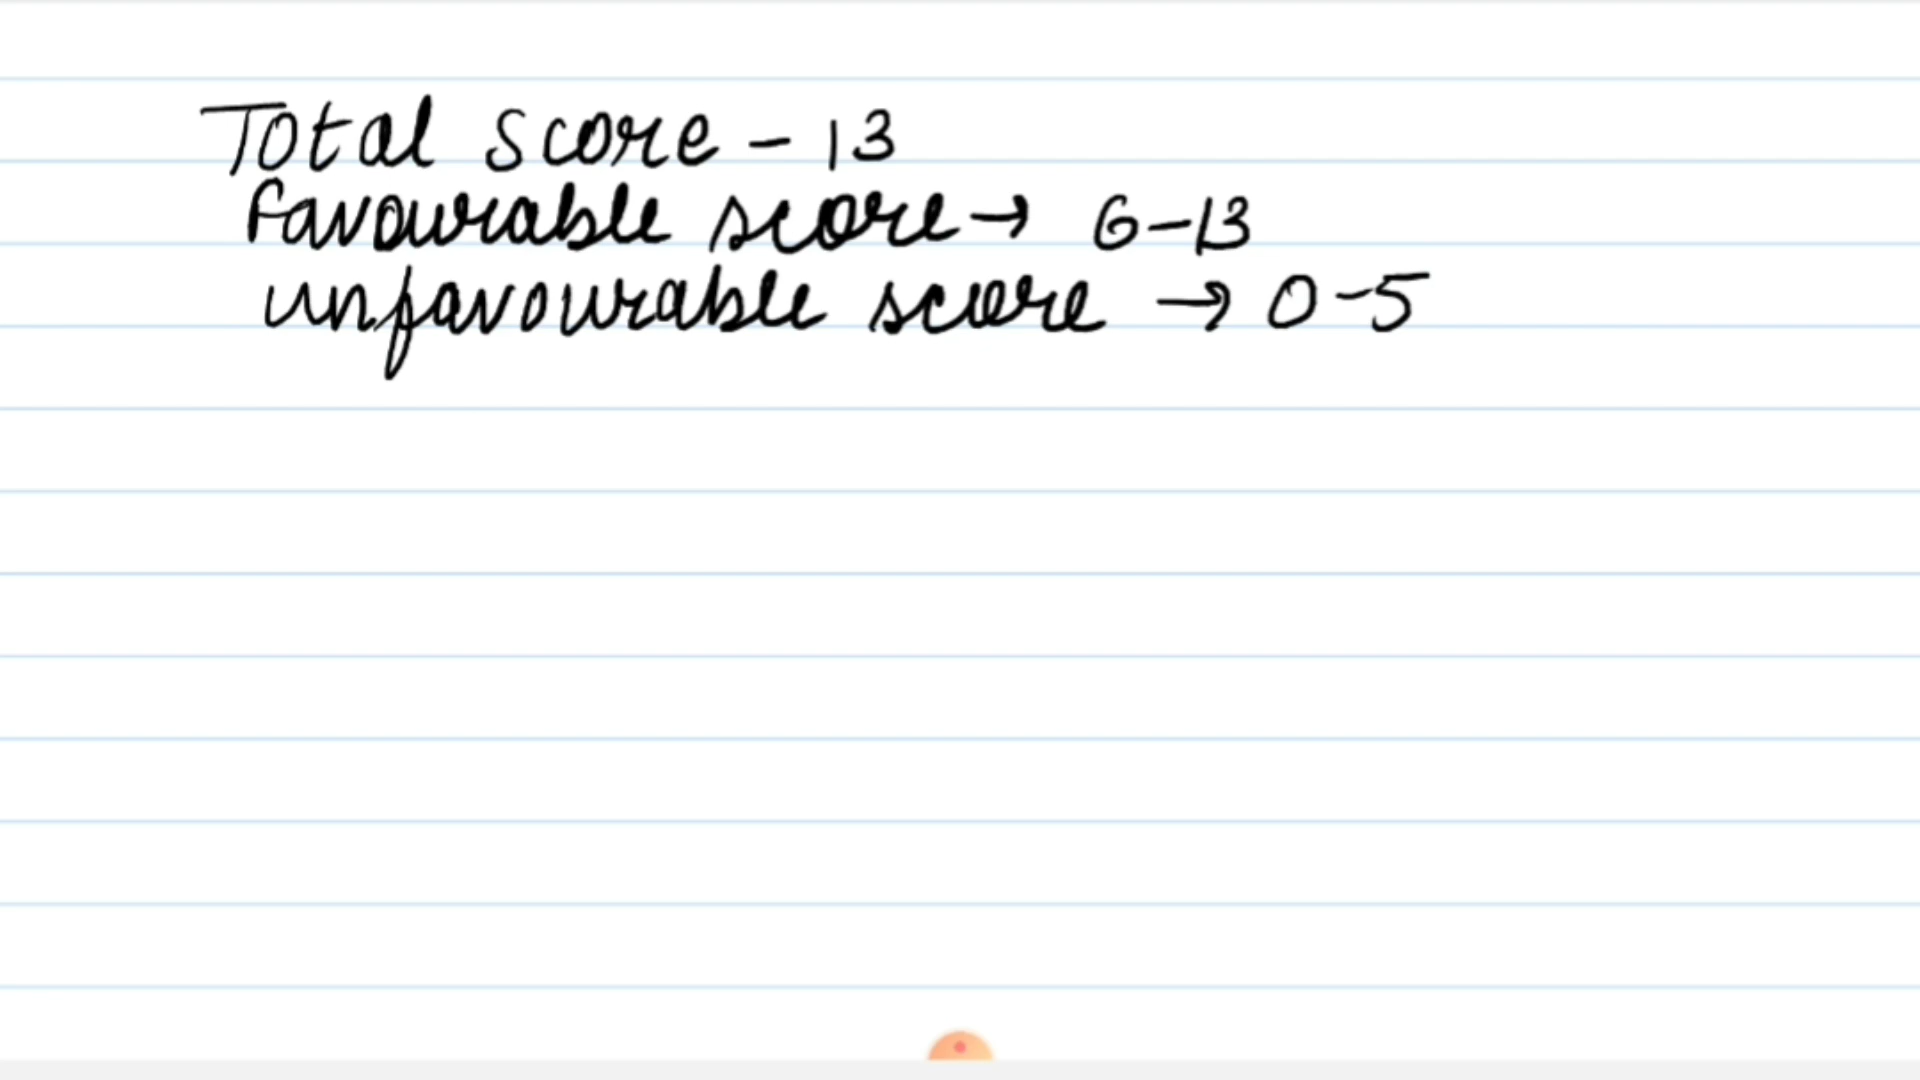 Total score - 13
favourable score → 6-13
unfavourable score → 0-5